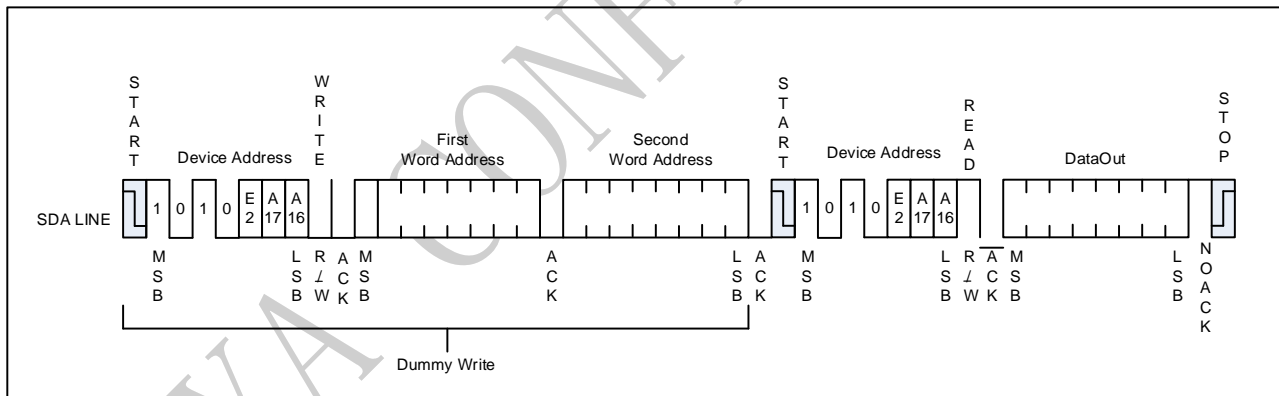 START
WRITE
START
READ
STOP
Device Address
First
Word Address
Second
Word Address
Device Address
DataOut
SDA LINE
1 0 1 0 E2 A17 A16
1 0 1 0 E2 A17 A16
MSB
LSB
R/W
ACK
MSB
ACK
LSB
ACK
MSB
LSB
R/W
ACK
MSB
LSB
NOACK
Dummy Write